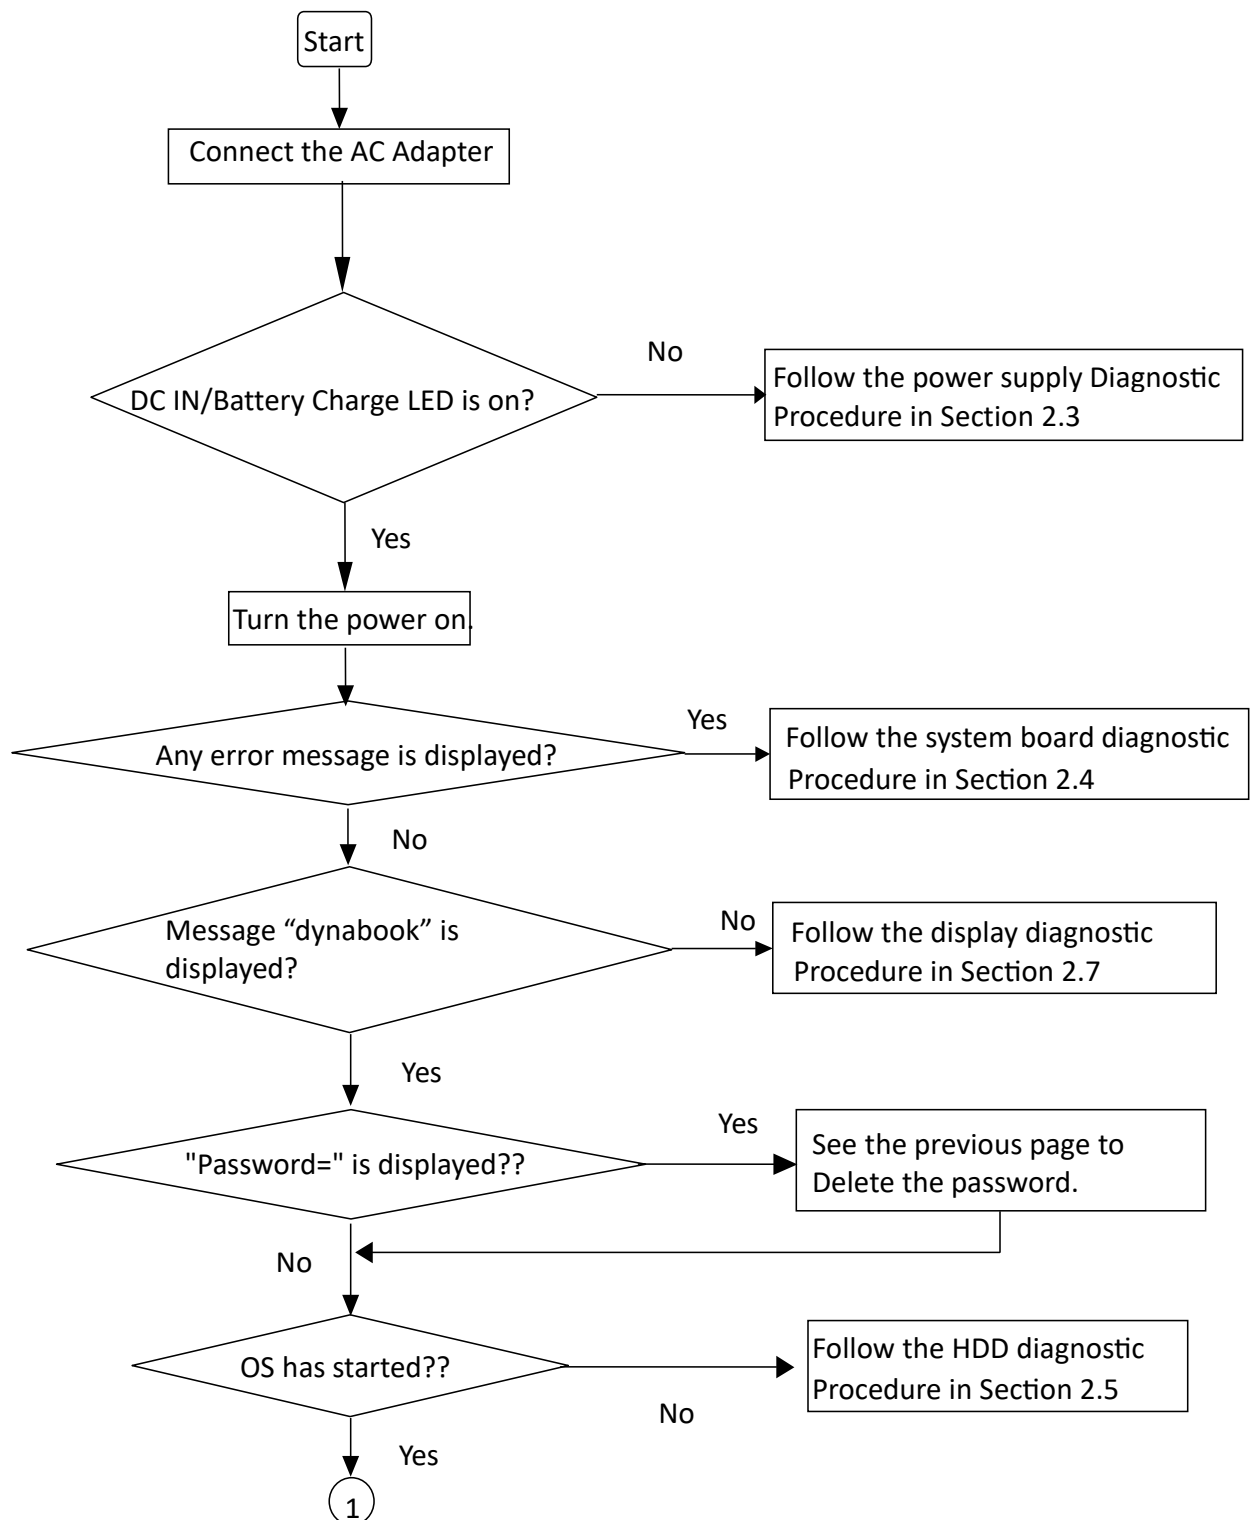 Start
Connect the AC Adapter
No
DC IN/Battery Charge LED is on?
Follow the power supply Diagnostic
Procedure in Section 2.3
Yes
Turn the power on.
Any error message is displayed?
Yes
Follow the system board diagnostic
Procedure in Section 2.4
No
Message “dynabook” is
displayed?
No
Follow the display diagnostic
Procedure in Section 2.7
Yes
"Password=" is displayed??
Yes
See the previous page to
Delete the password.
No
OS has started??
Follow the HDD diagnostic
Procedure in Section 2.5
No
Yes
1